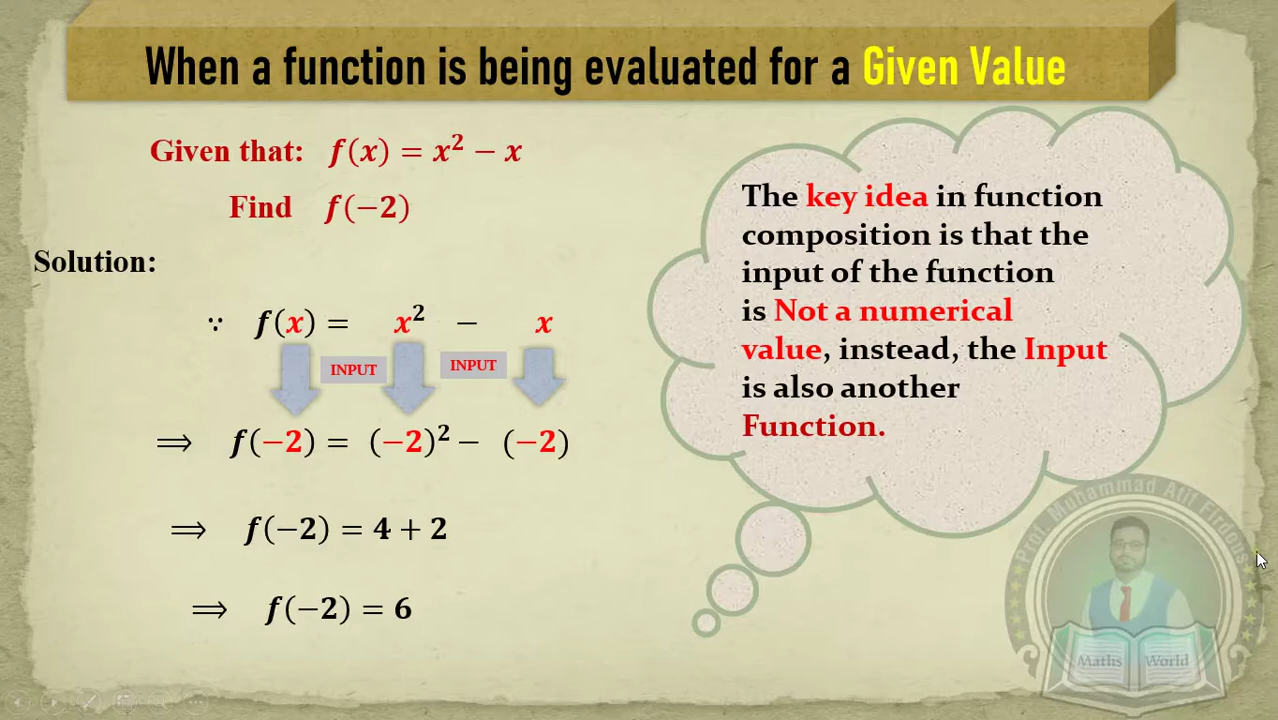 When a function is being evaluated for a Given Value
Given that: f(x) = x² − x
Find f(−2)
Solution:
∵ f(x) = x² − x
INPUT INPUT
⟹ f(−2) = (−2)² − (−2)
⟹ f(−2) = 4 + 2
⟹ f(−2) = 6
The key idea in function
composition is that the
input of the function
is Not a numerical
value, instead, the Input
is also another
Function.
Prof. Muhammad Atif Firdous
Maths World